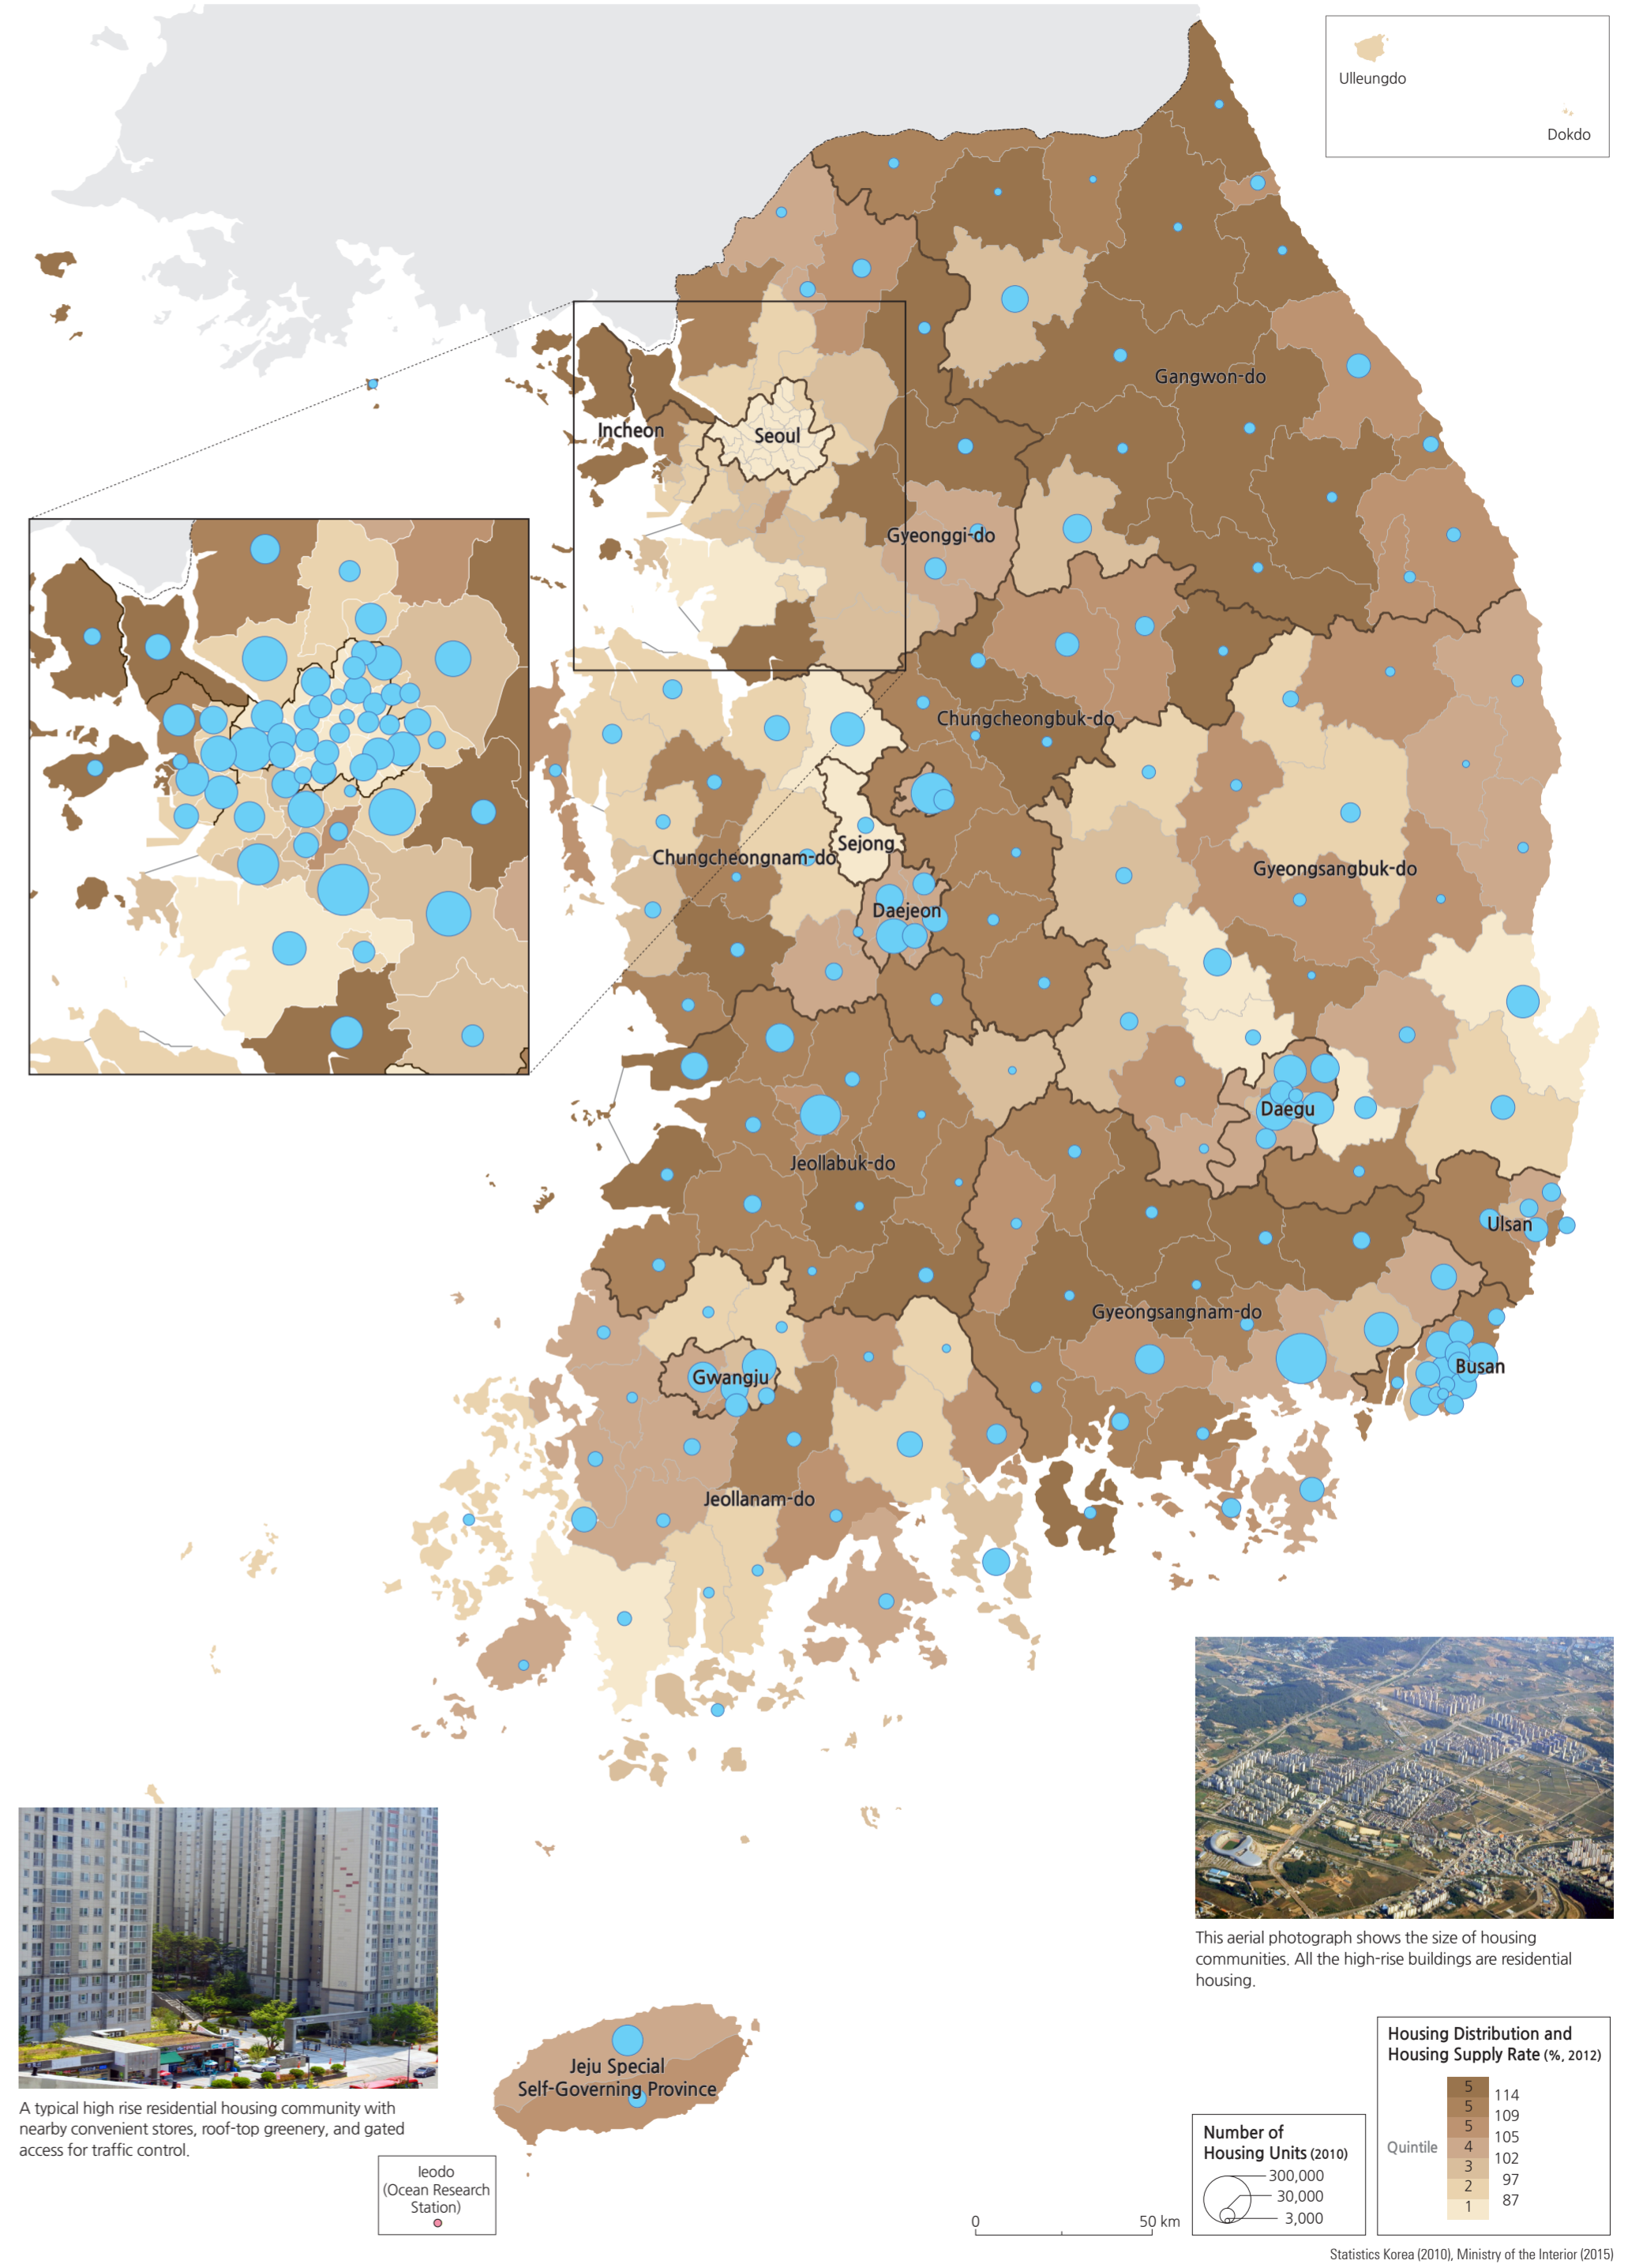 Ulleungdo
Dokdo
Gangwon-do
Incheon
Seoul
Gyeonggi-do
Chungcheongbuk-do
Sejong
Chungcheongnam-do
Gyeongsangbuk-do
Daejeon
Daegu
Jeollabuk-do
Ulsan
Gyeongsangnam-do
Busan
Gwangju
Jeollanam-do
This aerial photograph shows the size of housing
communities. All the high-rise buildings are residential
housing.
A typical high rise residential housing community with
nearby convenient stores, roof-top greenery, and gated
access for traffic control.
Jeju Special
Self-Governing Province
Ieodo
(Ocean Research
Station)
0 50 km
Number of
Housing Units (2010)
300,000
30,000
3,000
Housing Distribution and
Housing Supply Rate (%, 2012)
Quintile
5
114
5
109
5
105
4
102
3
97
2
87
1
Statistics Korea (2010), Ministry of the Interior (2015)